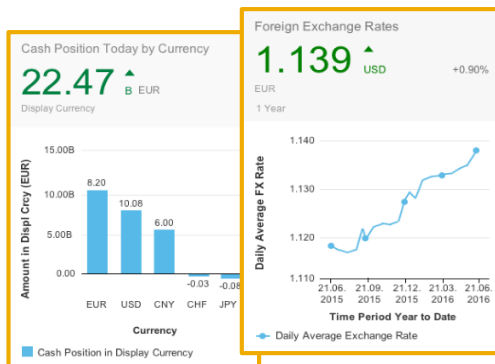 Cash Position Today by Currency
22.47 B EUR
Display Currency
Amount in Displ Crcy (EUR)
15.00B
10.00B
5.00B
0.00
8.20
10.08
6.00
-0.03
-0.08
EUR USD CNY CHF JPY
Currency
Cash Position in Display Currency
Foreign Exchange Rates
1.139 USD +0.90%
EUR
1 Year
Daily Average FX Rate
1.140
1.130
1.120
1.110
21.06. 21.09. 21.12. 21.03. 21.06.
2015 2015 2015 2016 2016
Time Period Year to Date
Daily Average Exchange Rate